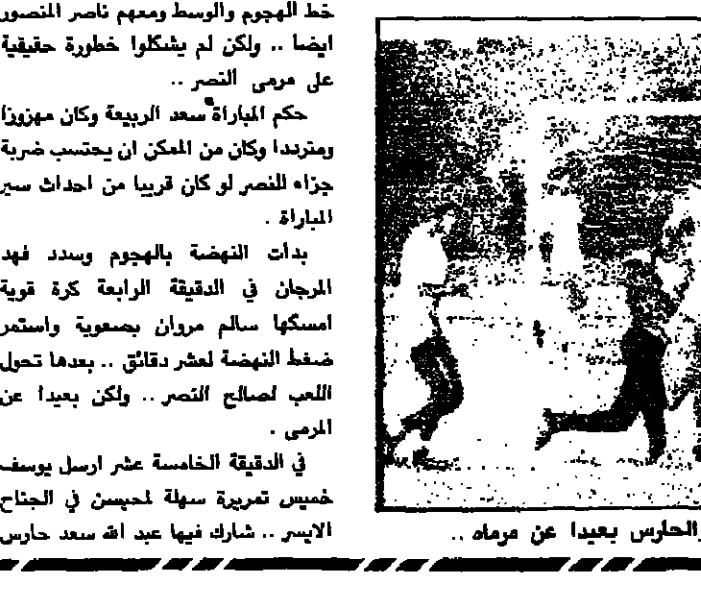 خط الهجوم والوسط ومعهم ناصر المنصور
ايضا .. ولكن لم يشكلوا خطورة حقيقية
على مرمى النصر ..
حكم المباراة سعد الربيعة وكان مهزوزا
ومترددا وكان من الممكن ان يحتسب ضربة
جزاء للنصر لو كان قريبا من احداث سير
المباراة .
بدأت النهضة بالهجوم وسدد فهد
المرجان في الدقيقة الرابعة كرة قوية
امسكها سالم مروان بصعوبة واستمر
ضغط النهضة لعشر دقائق .. بعدها تحول
اللعب لصالح النصر .. ولكن بعيدا عن
المرمى .
في الدقيقة الخامسة عشر ارسل يوسف
خميس تمريرة سهلة لمحيسن في الجناح
الايسر .. شارك فيها عبد الله سعد حارس
والحارس بعيدا عن مرماه ..